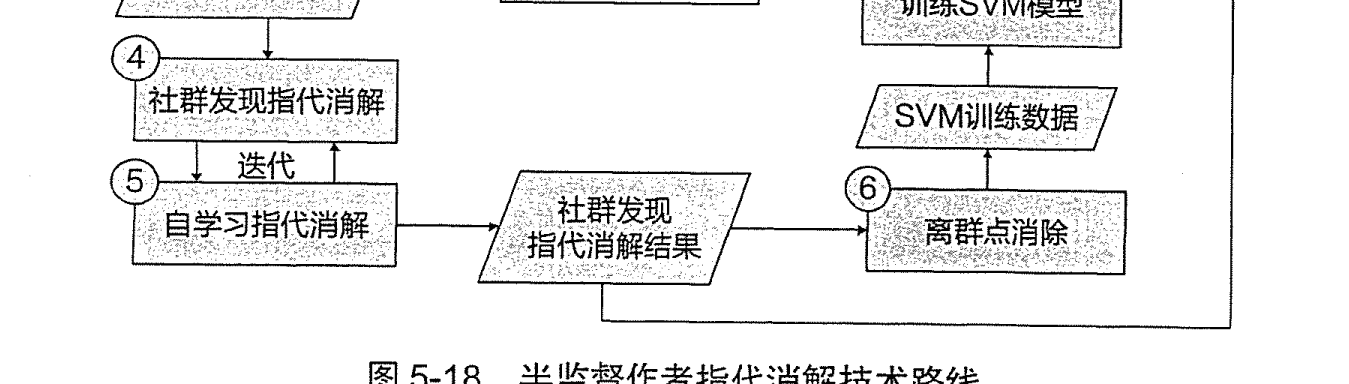 训练SVM模型
④
社群发现指代消解
SVM训练数据
迭代
⑤
自学习指代消解
社群发现
指代消解结果
⑥
离群点消除
图 5-18 半监督作者指代消解技术路线